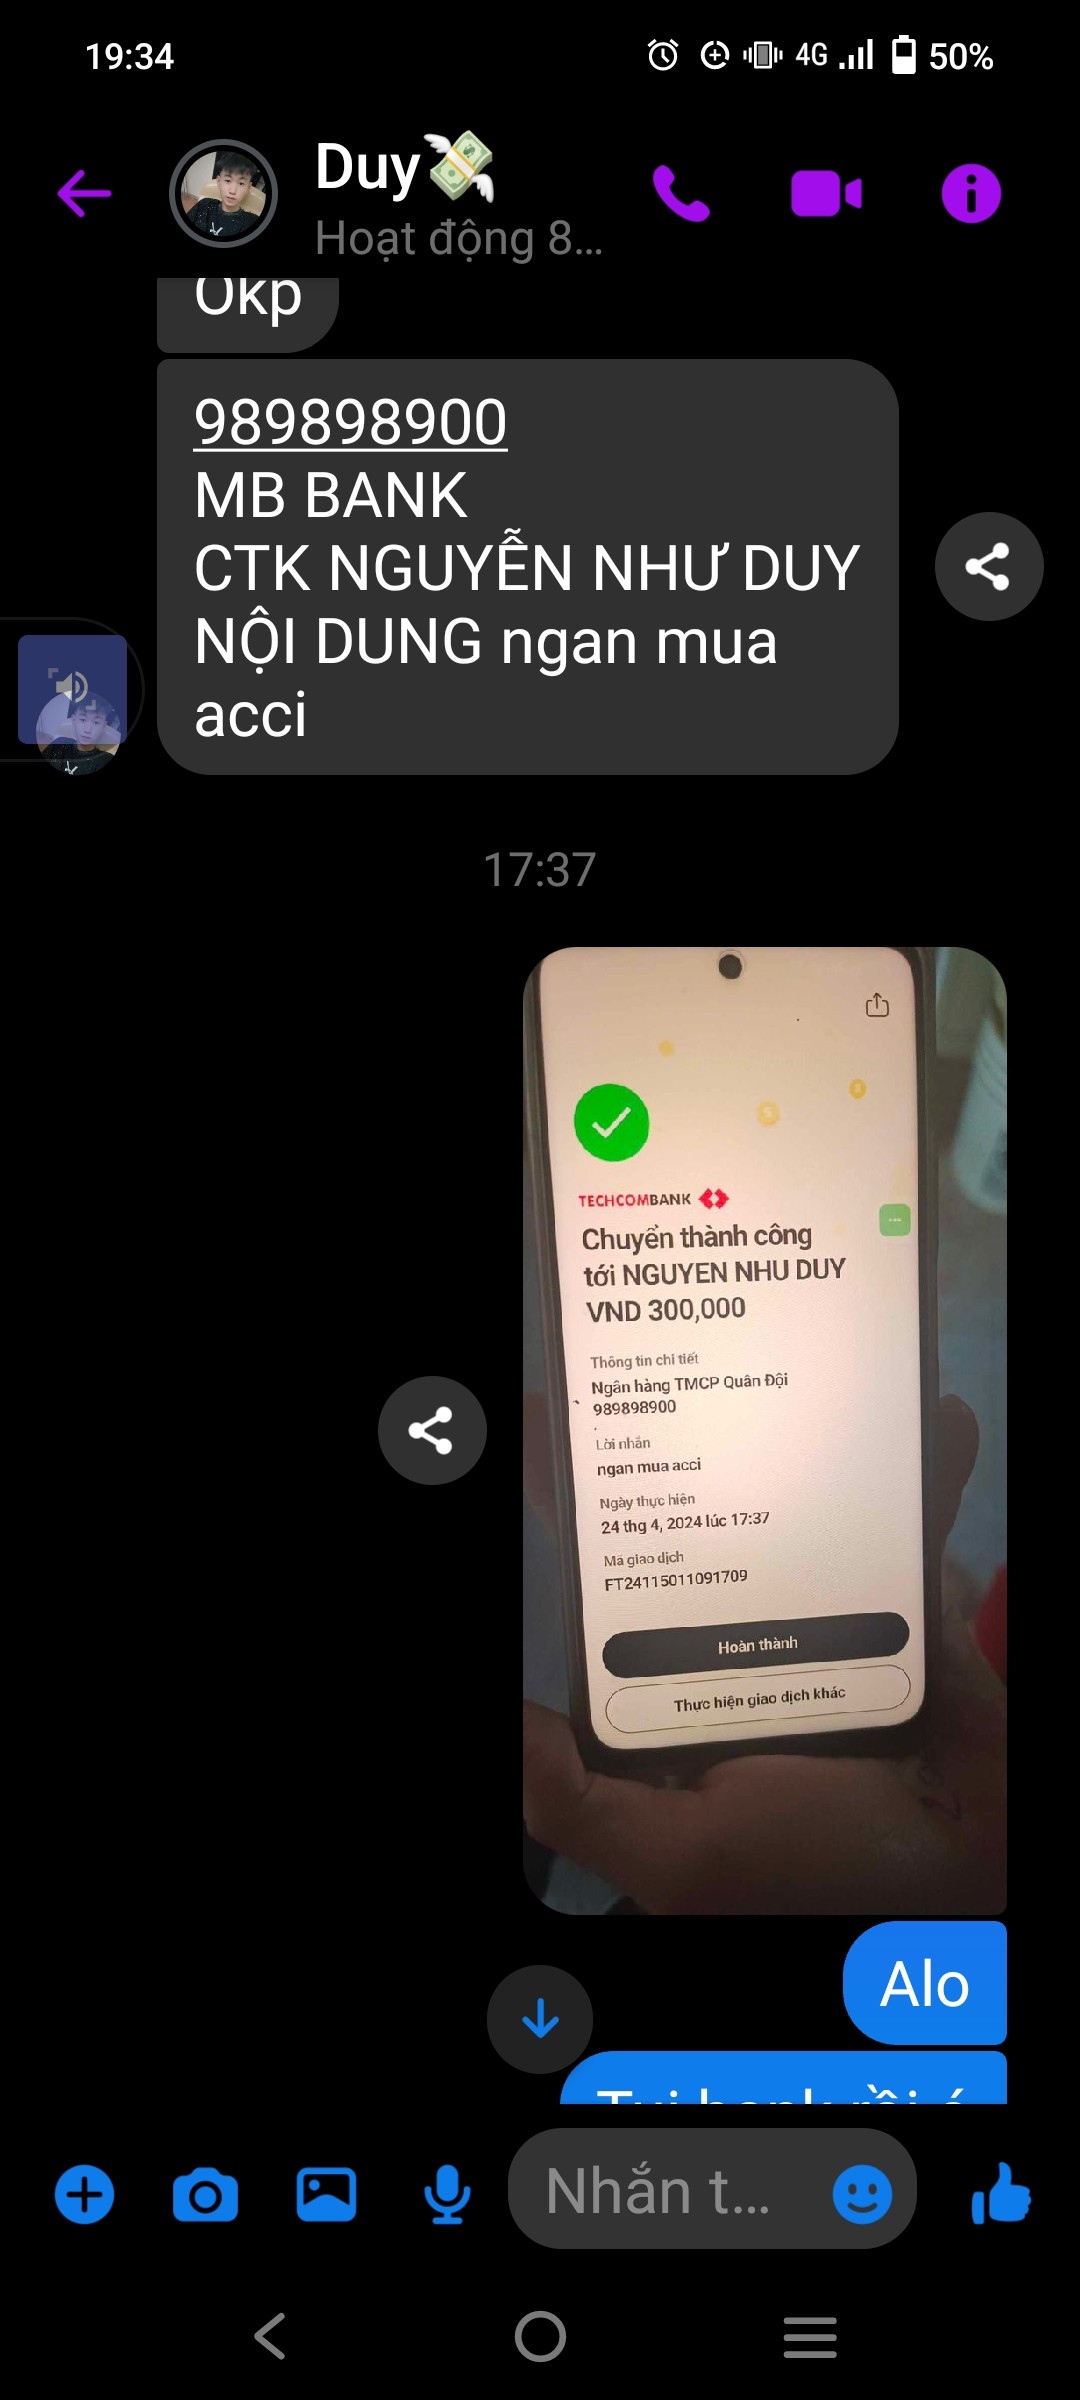 19:34
4G
50%
Duy
Hoạt động 8...
Okp
989898900
MB BANK
CTK NGUYỄN NHƯ DUY
NỘI DUNG ngan mua
acci
17:37
TECHCOMBANK
Chuyển thành công
tới NGUYEN NHU DUY
VND 300,000
Thông tin chi tiết
Ngân hàng TMCP Quân Đội
989898900
Lời nhắn
ngan mua acci
Ngày thực hiện
24 thg 4, 2024 lúc 17:37
Mã giao dịch
FT24115011091709
Hoàn thành
Thực hiện giao dịch khác
Alo
Tui bank rồi á
Nhắn t...